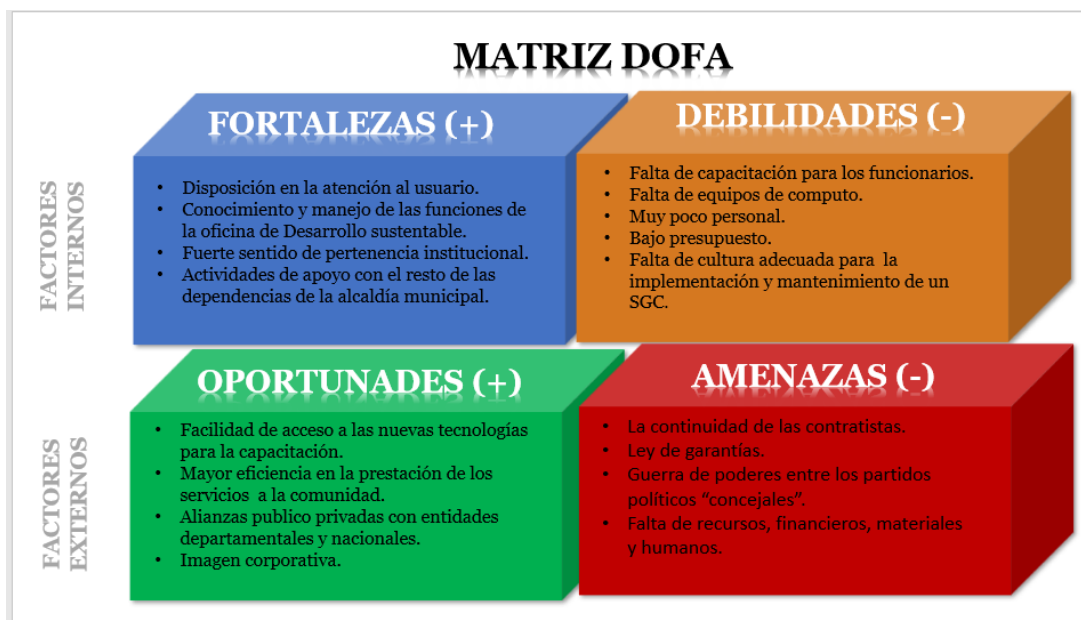 MATRIZ DOFA
FACTORES
INTERNOS
FORTALEZAS (+)
• Disposición en la atención al usuario.
• Conocimiento y manejo de las funciones de
la oficina de Desarrollo sustentable.
• Fuerte sentido de pertenencia institucional.
• Actividades de apoyo con el resto de las
dependencias de la alcaldía municipal.
DEBILIDADES (-)
• Falta de capacitación para los funcionarios.
• Falta de equipos de computo.
• Muy poco personal.
• Bajo presupuesto.
• Falta de cultura adecuada para la
implementación y mantenimiento de un
SGC.
FACTORES
EXTERNOS
OPORTUNADES (+)
• Facilidad de acceso a las nuevas tecnologías
para la capacitación.
• Mayor eficiencia en la prestación de los
servicios a la comunidad.
• Alianzas publico privadas con entidades
departamentales y nacionales.
• Imagen corporativa.
AMENAZAS (-)
• La continuidad de las contratistas.
• Ley de garantías.
• Guerra de poderes entre los partidos
políticos “concejales”.
• Falta de recursos, financieros, materiales
y humanos.